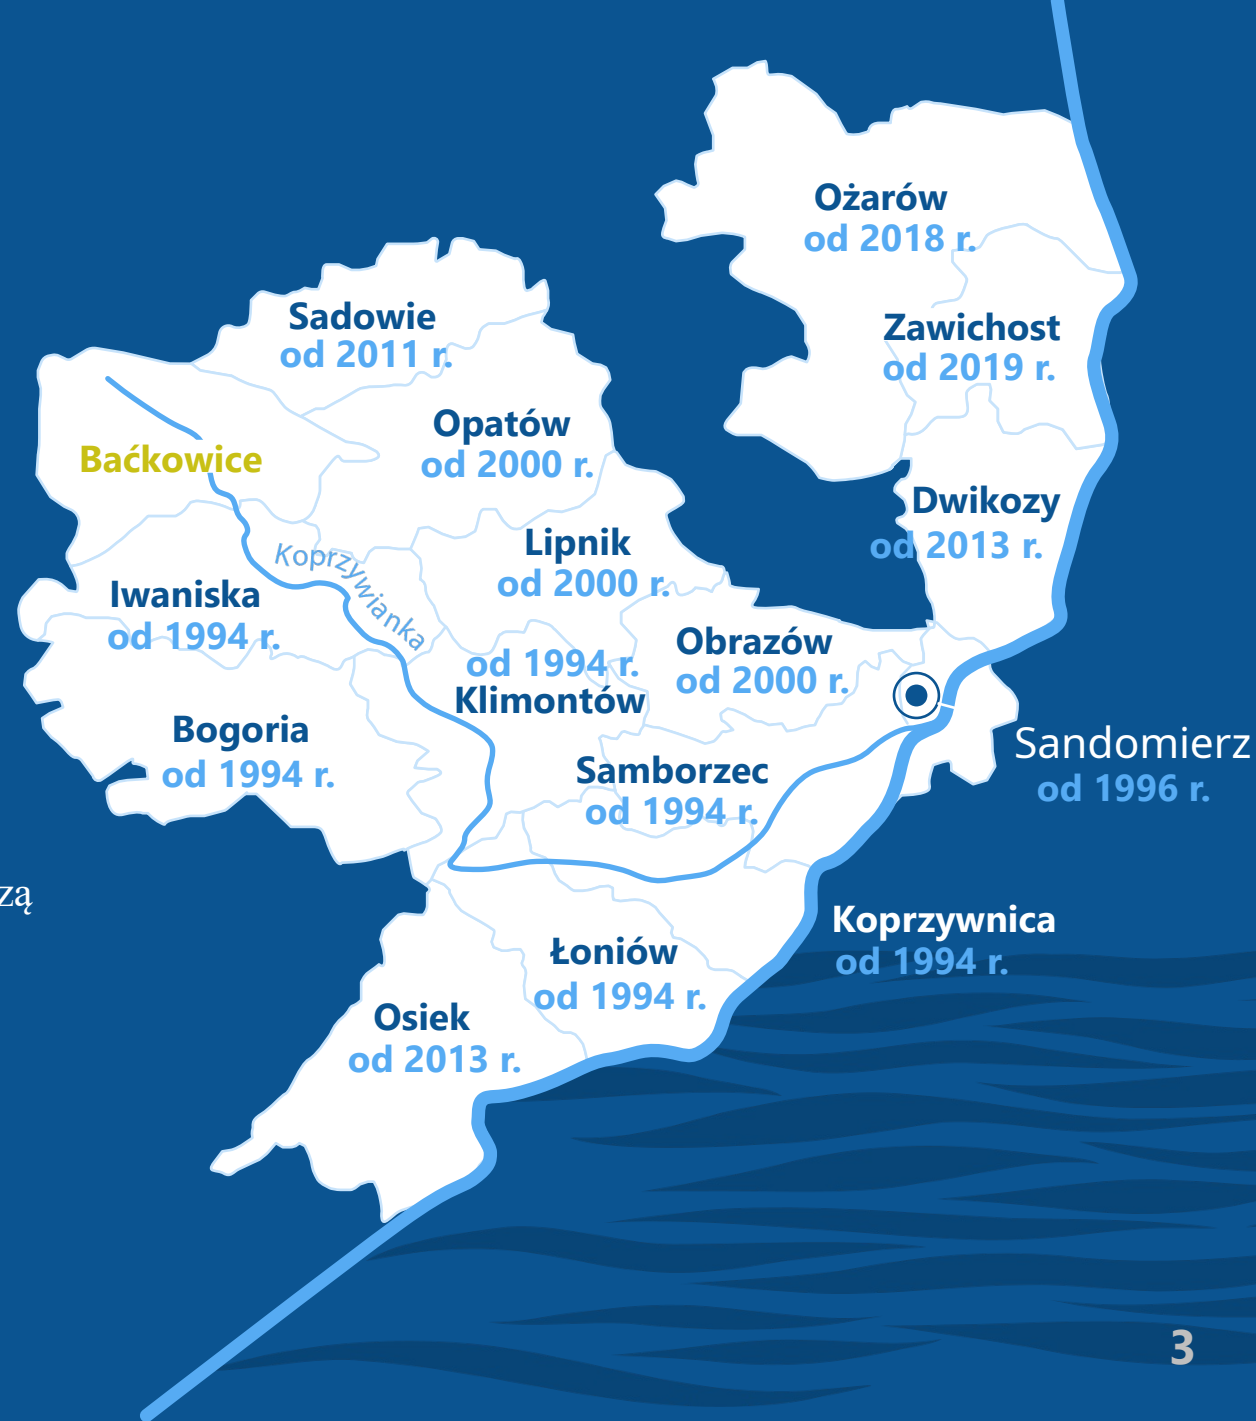 Ożarów
od 2018 r.
Sadowie
od 2011 r.
Zawichost
od 2019 r.
Opatów
od 2000 r.
Baćkowice
Dwikozy
od 2013 r.
Lipnik
od 2000 r.
Koprzywianka
Iwaniska
od 1994 r.
Obrazów
od 2000 r.
od 1994 r.
Klimontów
Bogoria
od 1994 r.
Sandomierz
od 1996 r.
Samborzec
od 1994 r.
zą
Koprzywnica
od 1994 r.
Łoniów
od 1994 r.
Osiek
od 2013 r.
3